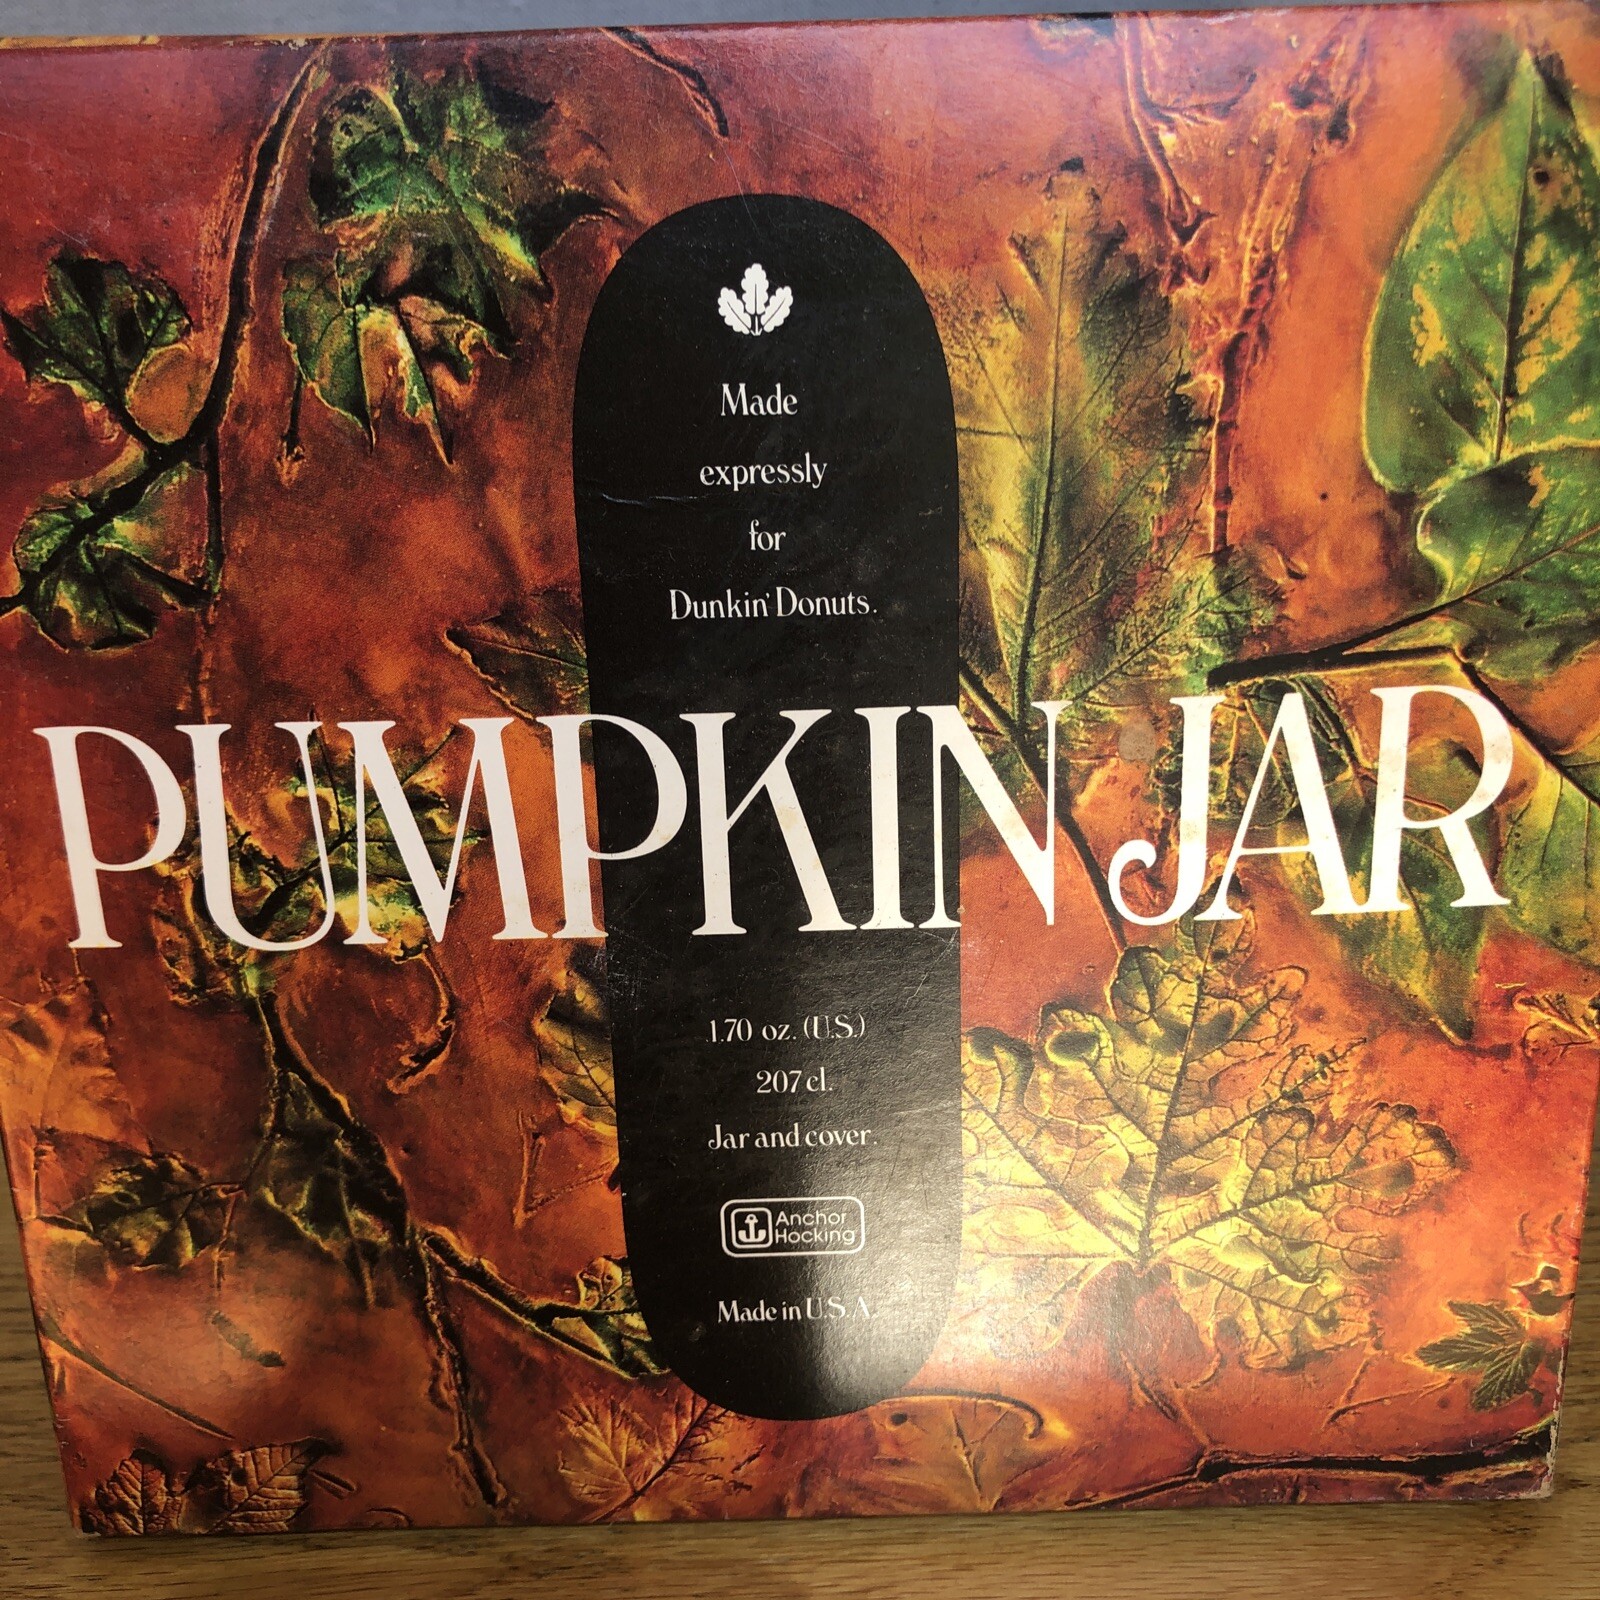 Made
expressly
for
Dunkin' Donuts.
PUMPKIN JAR
1.70 oz. (U.S.)
207 cl.
Jar and cover.
Anchor
Hocking
Made in U.S.A.